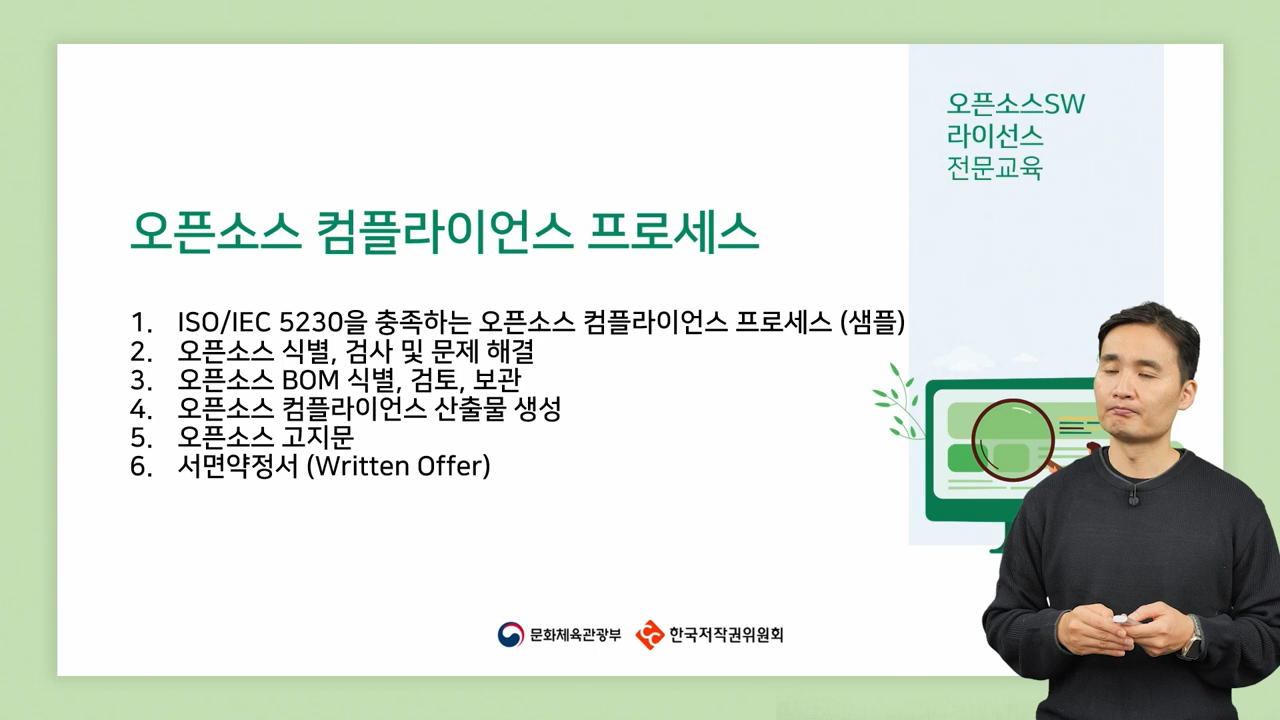 오픈소스SW
라이선스
전문교육
오픈소스 컴플라이언스 프로세스
1. ISO/IEC 5230을 충족하는 오픈소스 컴플라이언스 프로세스 (샘플)
2. 오픈소스 식별, 검사 및 문제 해결
3. 오픈소스 BOM 식별, 검토, 보관
4. 오픈소스 컴플라이언스 산출물 생성
5. 오픈소스 고지문
6. 서면약정서 (Written Offer)
문화체육관광부 한국저작권위원회